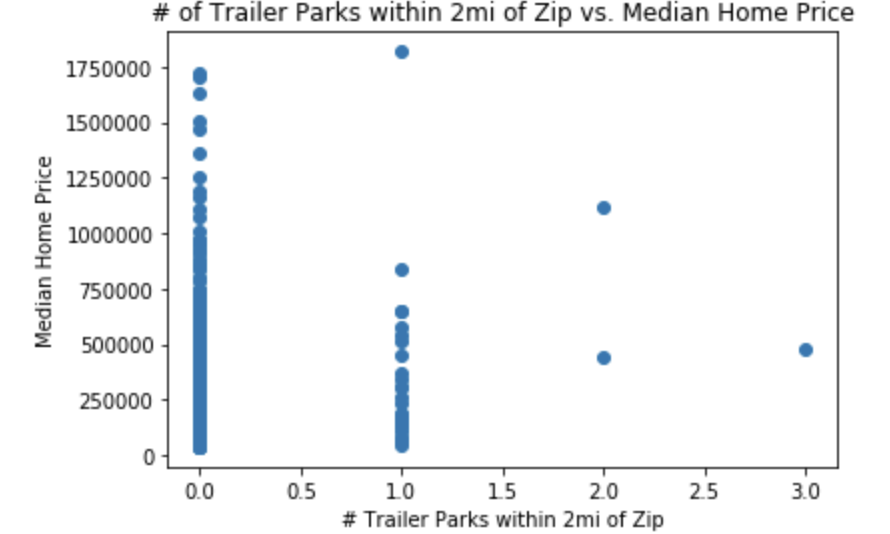 # of Trailer Parks within 2mi of Zip vs. Median Home Price
1750000
1500000
1250000
1000000
750000
500000
250000
0
Median Home Price
0.0 0.5 1.0 1.5 2.0 2.5 3.0
# Trailer Parks within 2mi of Zip